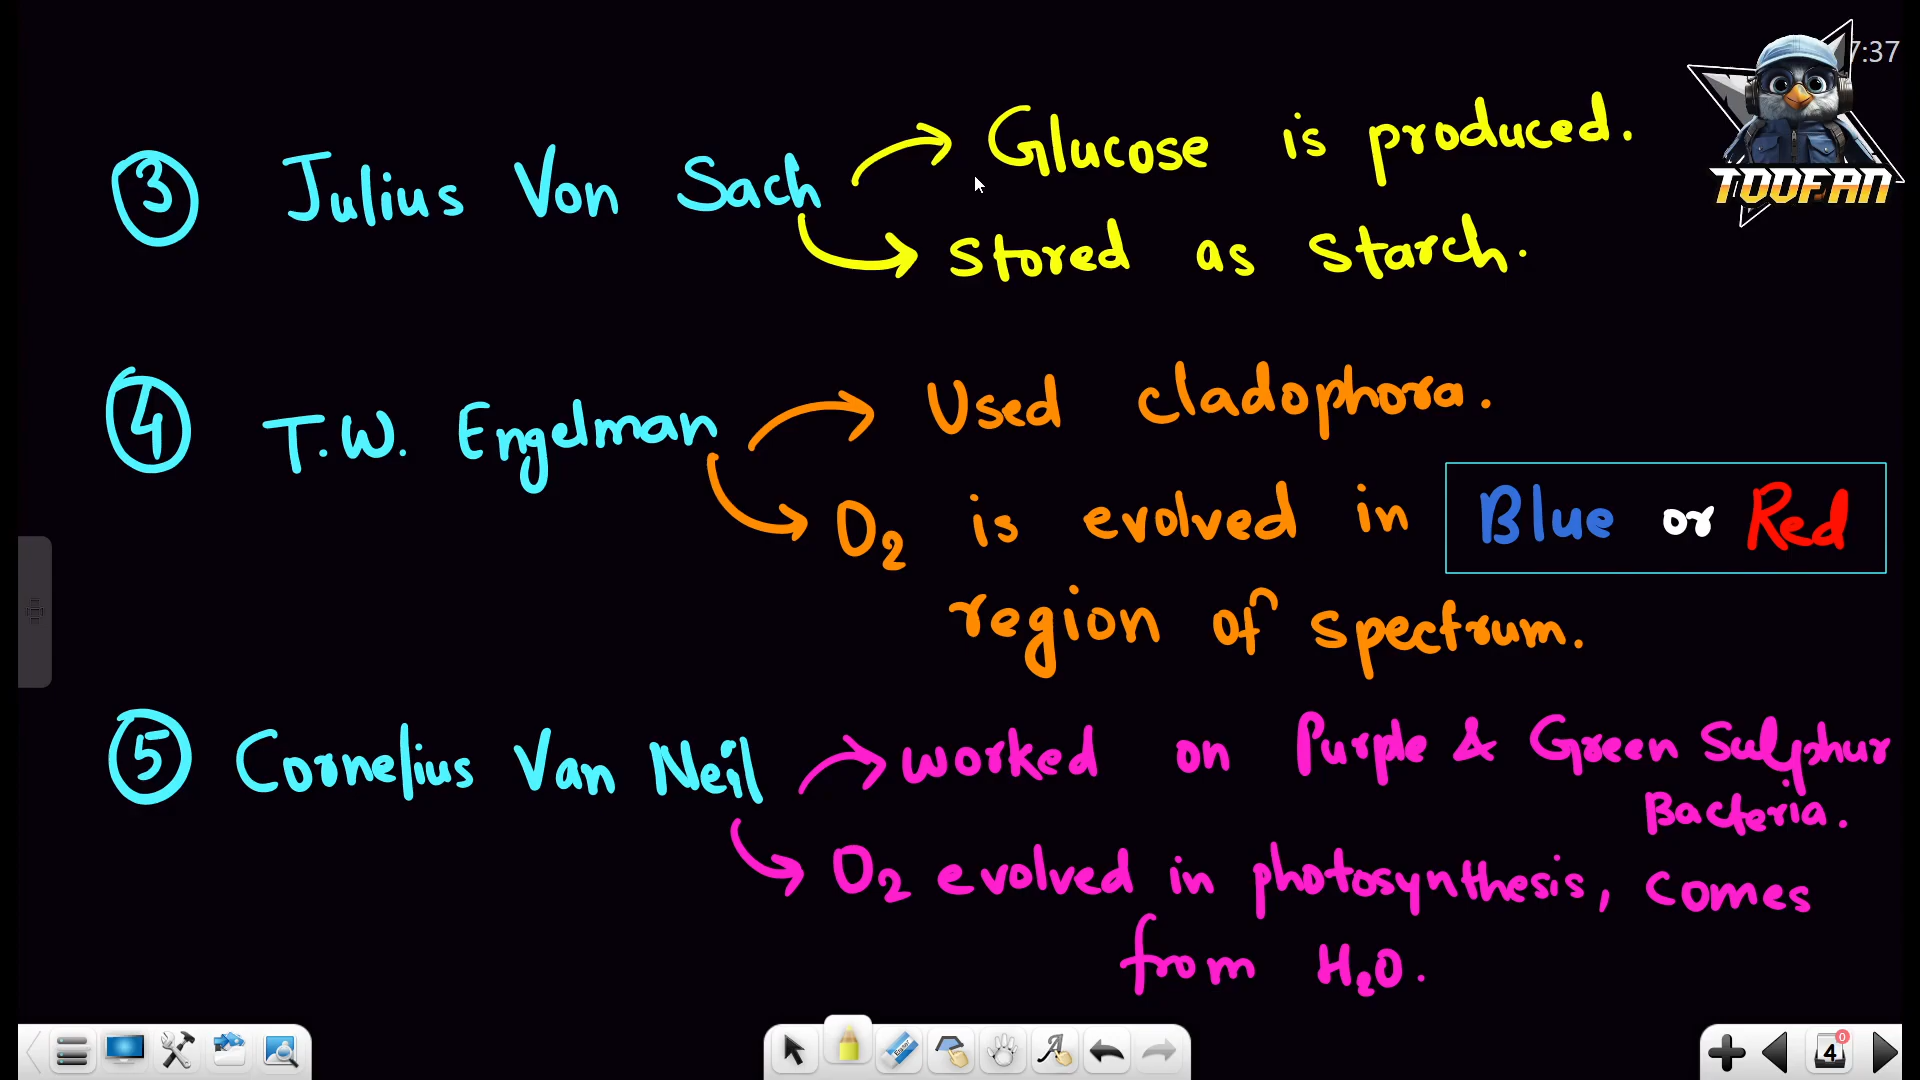 7:37
TOOFAN
③ Julius Von Sach → Glucose is produced.
→ stored as starch.
④ T.W. Engelman → Used cladophora.
→ O₂ is evolved in Blue or Red
region of spectrum.
⑤ Cornelius Van Neil → worked on Purple & Green Sulphur
Bacteria.
→ O₂ evolved in photosynthesis, comes
from H₂O.
Eraser
A
4
0